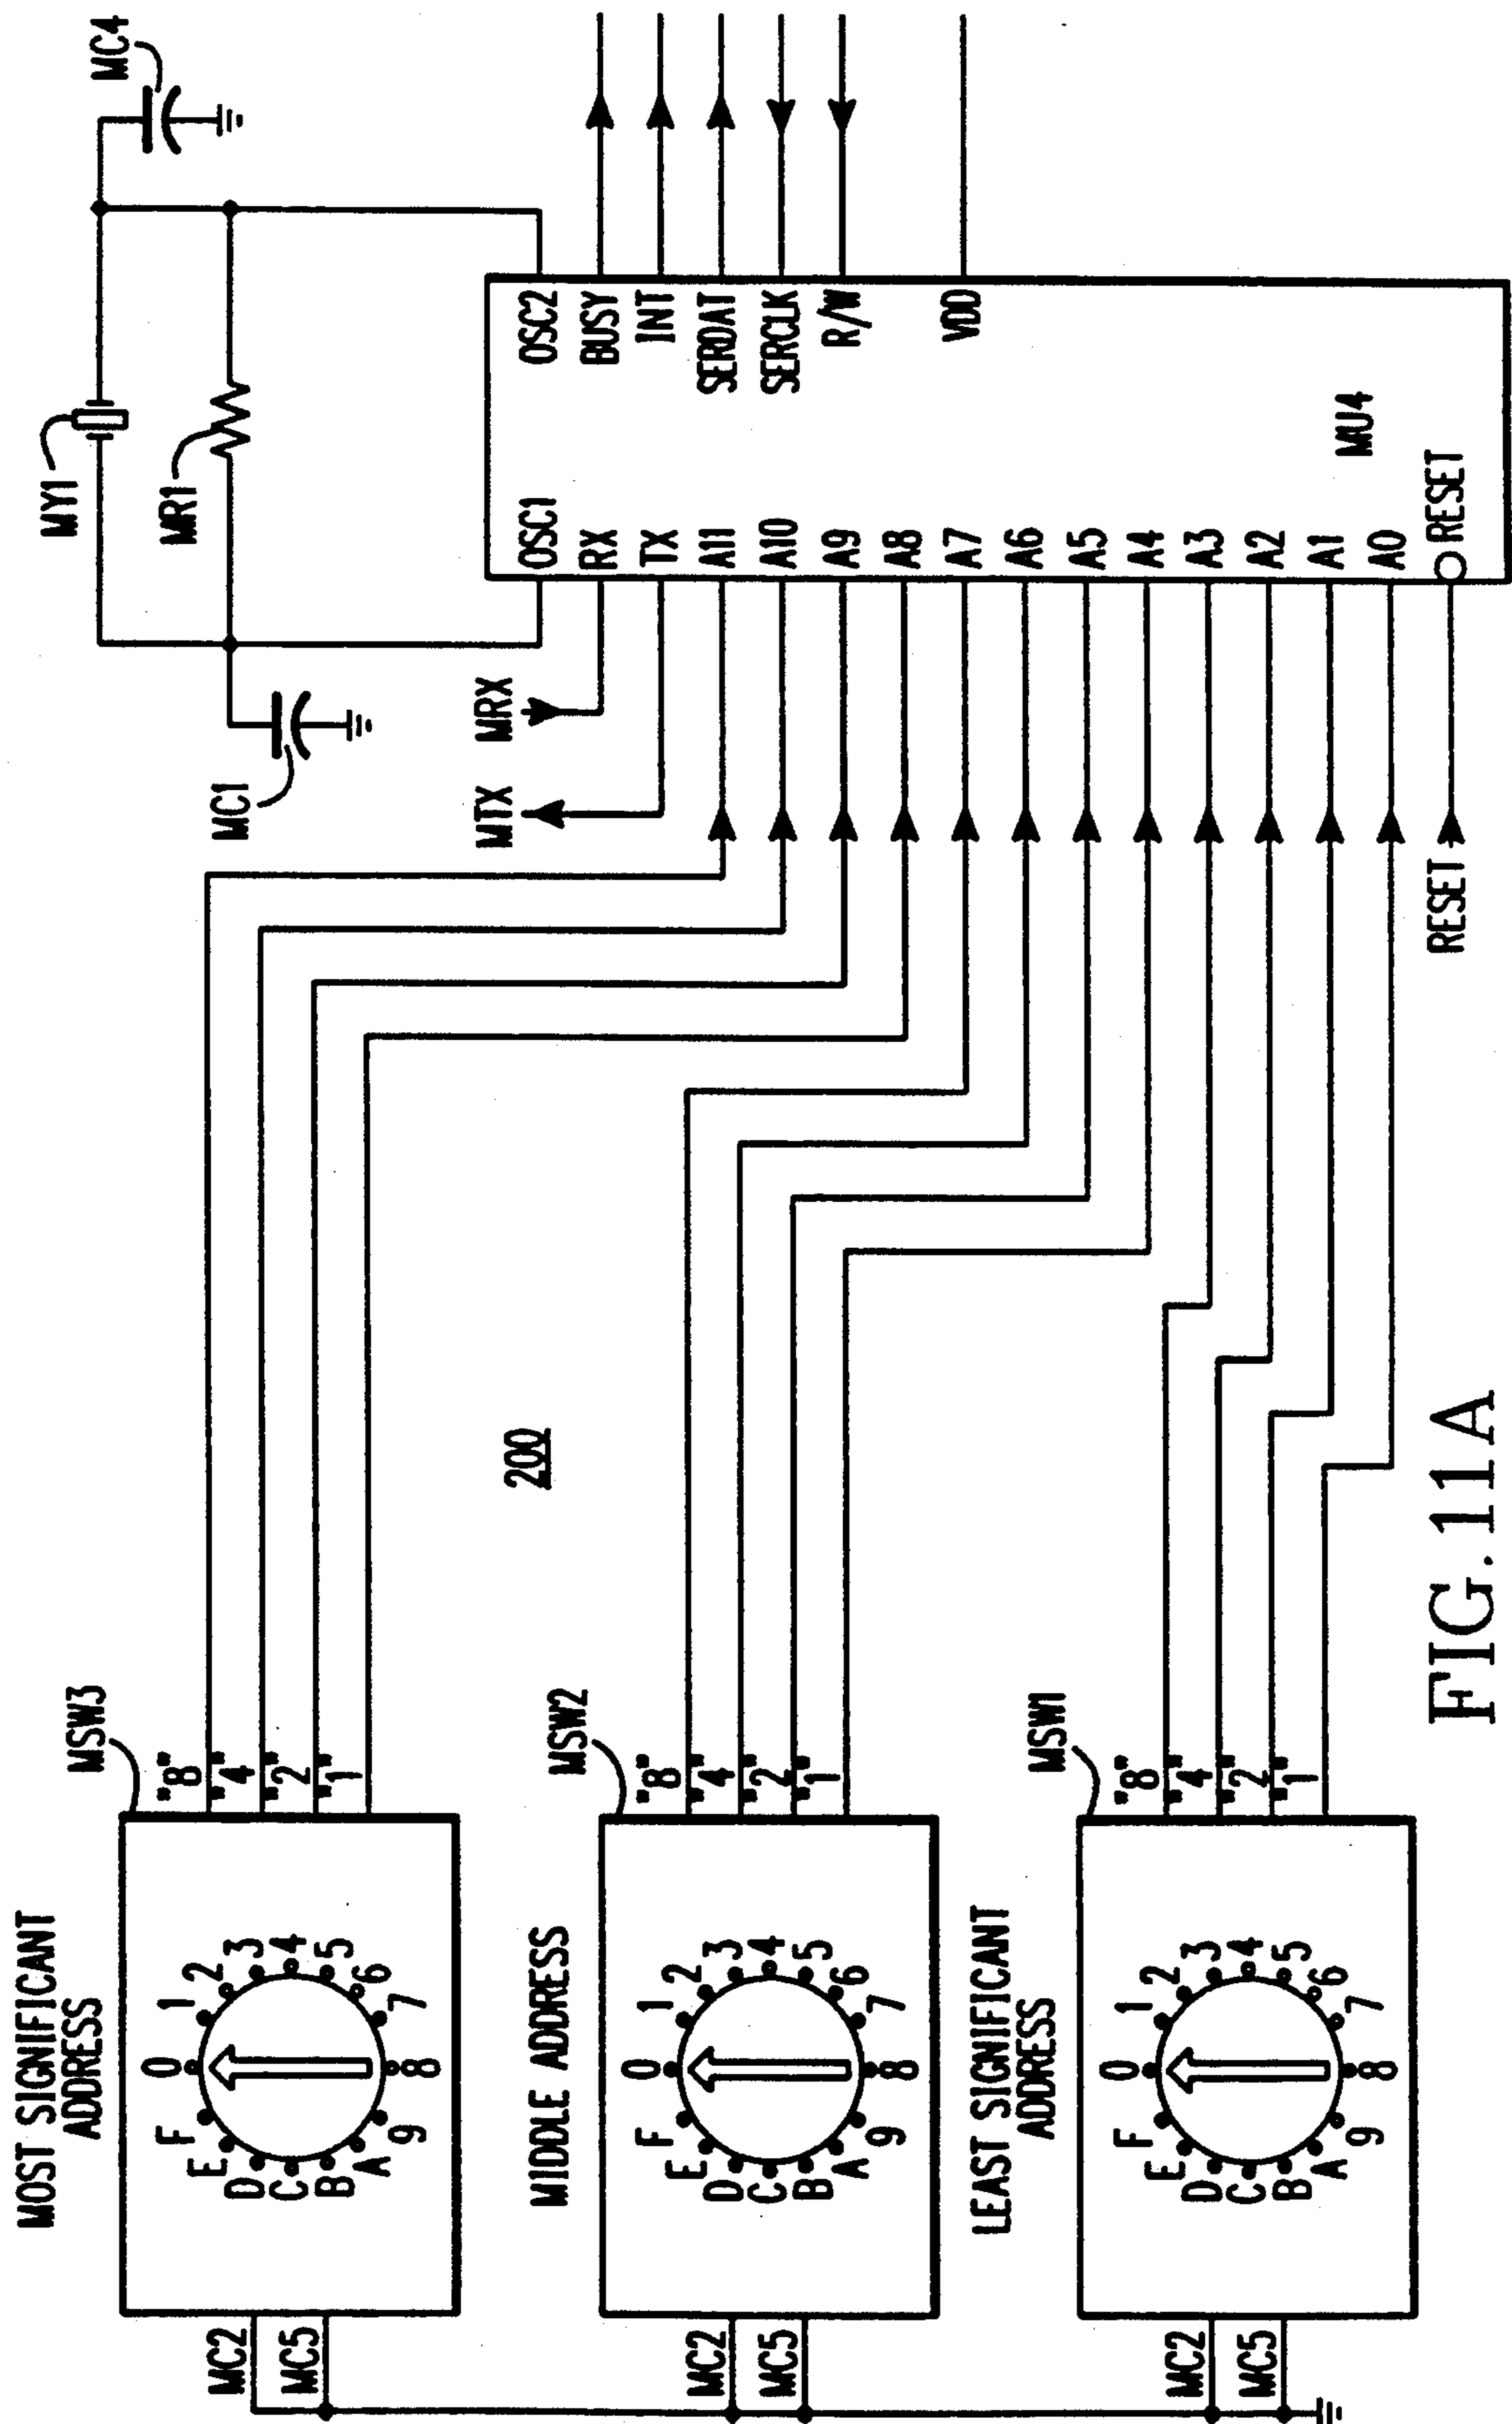 MOST SIGNIFICANT
ADDRESS
MSW3
0
1
2
3
4
5
6
7
8
9
A
B
C
D
E
F
"8"
"4"
"2"
"1"
MC2
MC5
MIDDLE ADDRESS
MSW2
0
1
2
3
4
5
6
7
8
9
A
B
C
D
E
F
"8"
"4"
"2"
"1"
MC2
MC5
LEAST SIGNIFICANT
ADDRESS
MSW1
0
1
2
3
4
5
6
7
8
9
A
B
C
D
E
F
"8"
"4"
"2"
"1"
MC2
MC5
200
MY1
MR1
MC1
MC4
MRX
MTX
RESET
OSC1
RX
TX
A11
A10
A9
A8
A7
A6
A5
A4
A3
A2
A1
A0
RESET
OSC2
BUSY
INT
SERDAT
SERCLK
R/W
VDD
MU4
FIG. 11A